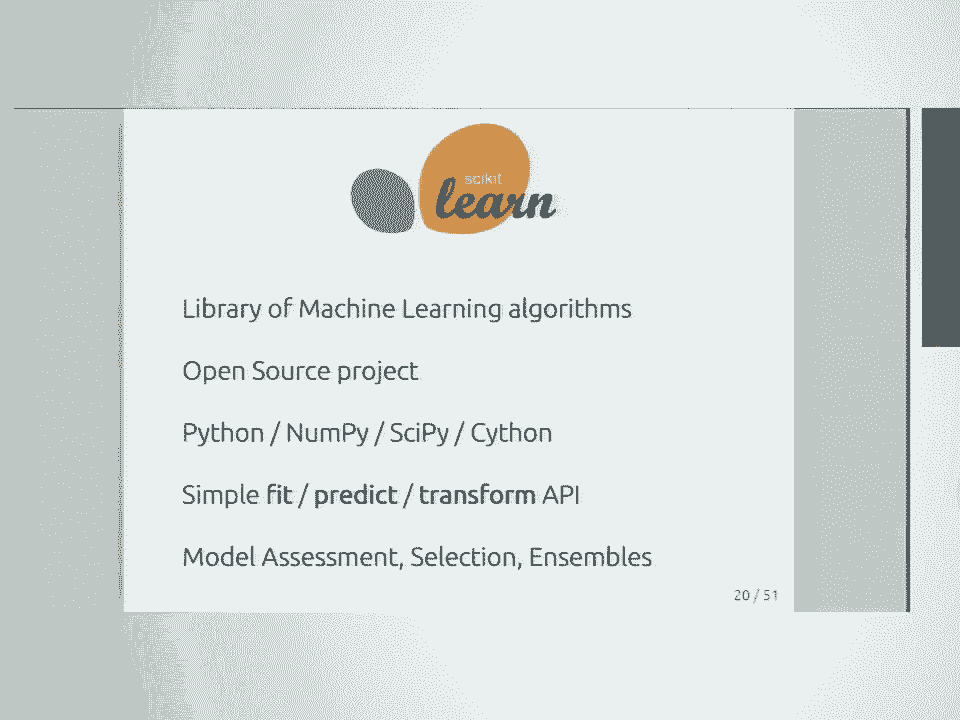 scikit
learn
Library of Machine Learning algorithms
Open Source project
Python / NumPy / SciPy / Cython
Simple fit / predict / transform API
Model Assessment, Selection, Ensembles
20 / 51